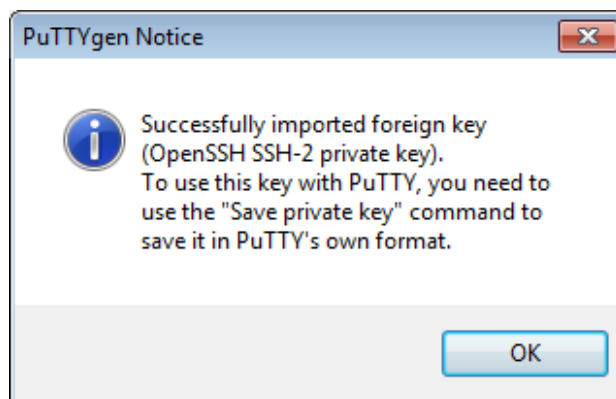 PuTTYgen Notice
Successfully imported foreign key
(OpenSSH SSH-2 private key).
To use this key with PuTTY, you need to
use the "Save private key" command to
save it in PuTTY's own format.
OK